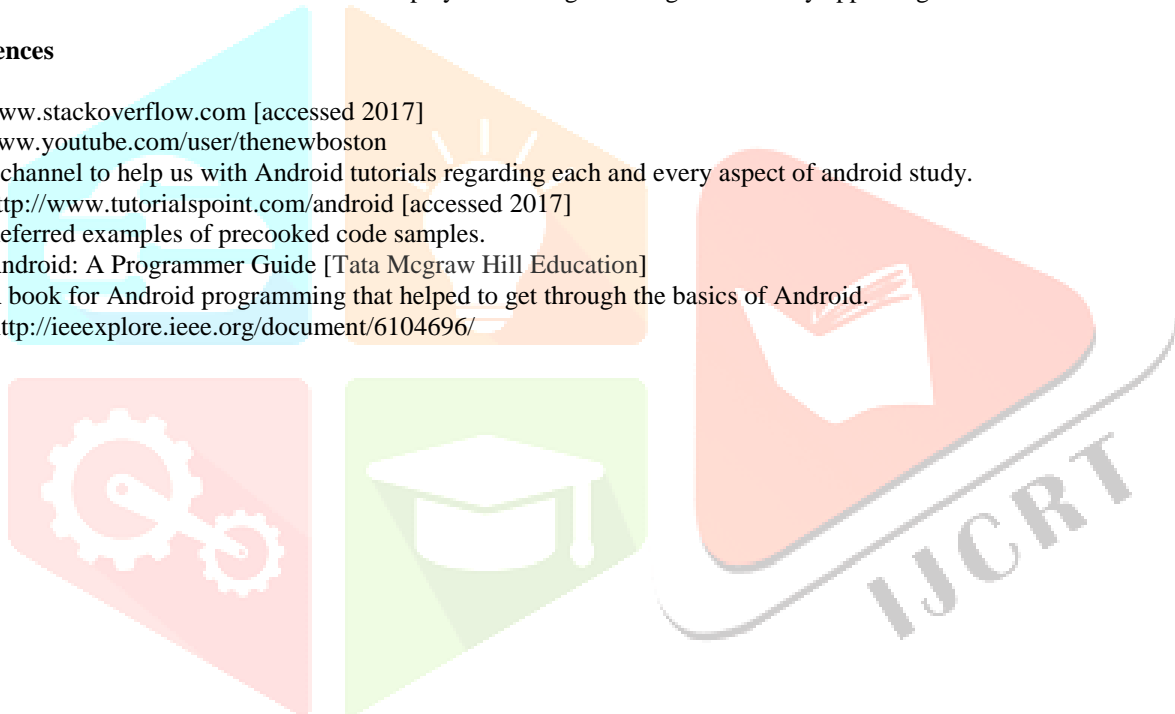 ences
ww.stackoverflow.com [accessed 2017]
ww.youtube.com/user/thenewboston
channel to help us with Android tutorials regarding each and every aspect of android study.
ttp://www.tutorialspoint.com/android [accessed 2017]
eferred examples of precooked code samples.
ndroid: A Programmer Guide [Tata Mcgraw Hill Education]
book for Android programming that helped to get through the basics of Android.
ttp://ieeexplore.ieee.org/document/6104696/
IJCRT